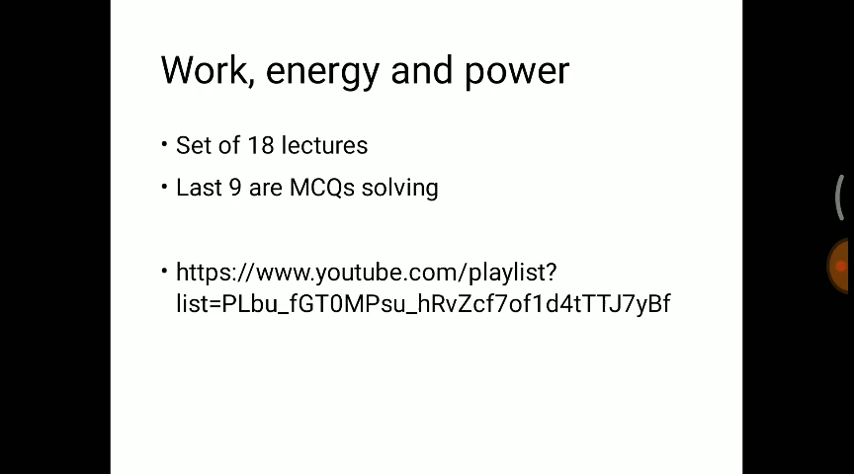 Work, energy and power
• Set of 18 lectures
• Last 9 are MCQs solving
• https://www.youtube.com/playlist?
list=PLbu_fGT0MPsu_hRvZcf7of1d4tTTJ7yBf